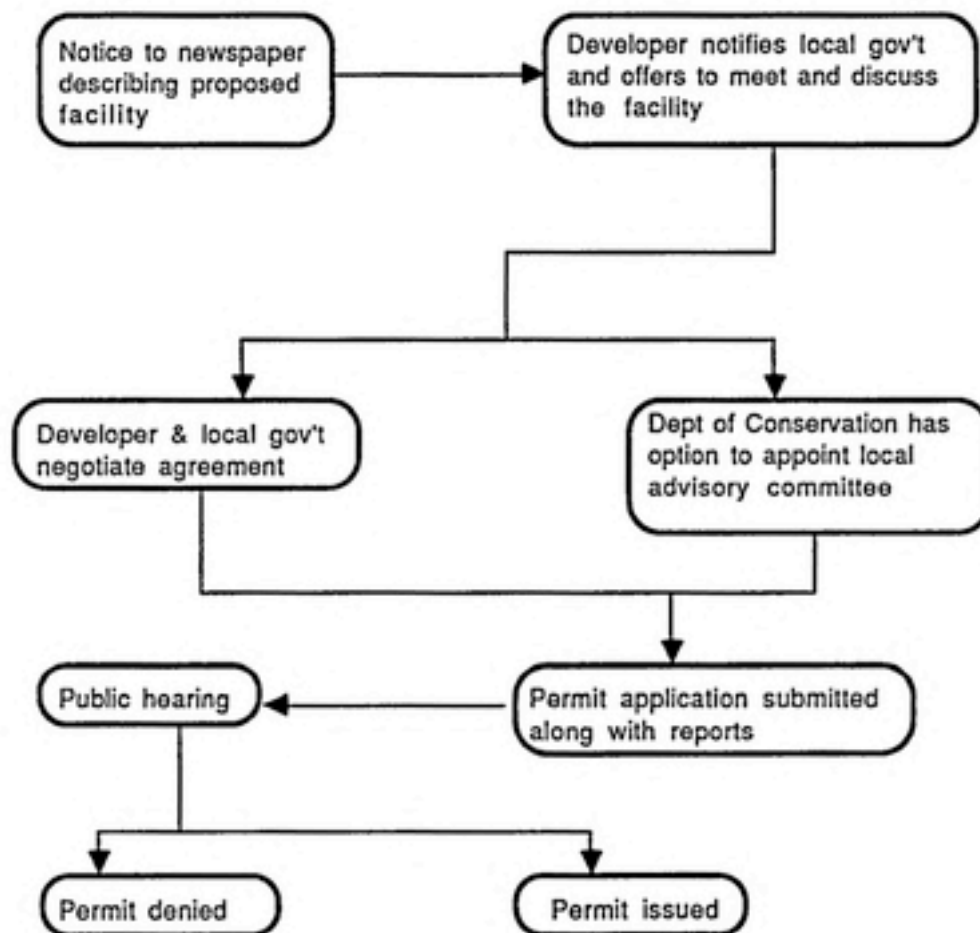 Notice to newspaper
describing proposed
facility
Developer notifies local gov't
and offers to meet and discuss
the facility
Developer & local gov't
negotiate agreement
Dept of Conservation has
option to appoint local
advisory committee
Public hearing
Permit application submitted
along with reports
Permit denied
Permit issued